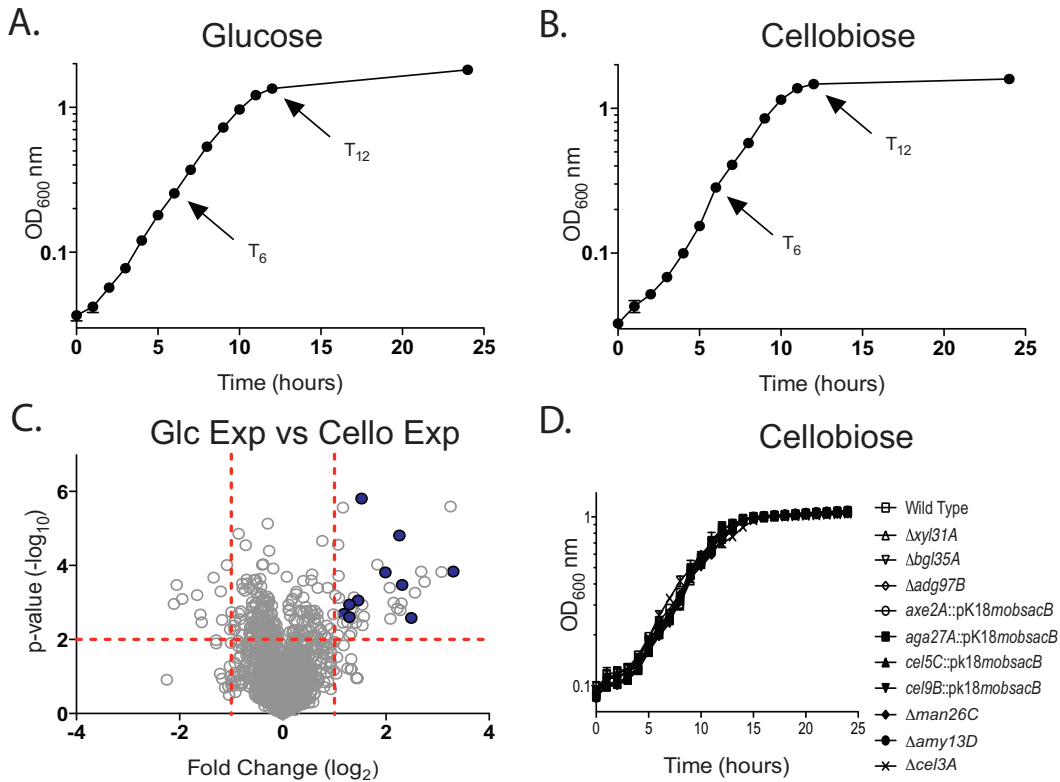 A.
Glucose
OD600 nm
1
0.1
0 5 10 15 20 25
Time (hours)
T6
T12
B.
Cellobiose
OD600 nm
1
0.1
0 5 10 15 20 25
Time (hours)
T6
T12
C.
Glc Exp vs Cello Exp
p-value (-log10)
6
4
2
0
-4 -2 0 2 4
Fold Change (log2)
D.
Cellobiose
OD600 nm
1
0.1
0 5 10 15 20 25
Time (hours)
Wild Type
Δxyl31A
Δbgl35A
Δadg97B
axe2A::pK18mobsacB
aga27A::pK18mobsacB
cel5C::pk18mobsacB
cel9B::pk18mobsacB
Δman26C
Δamy13D
Δcel3A